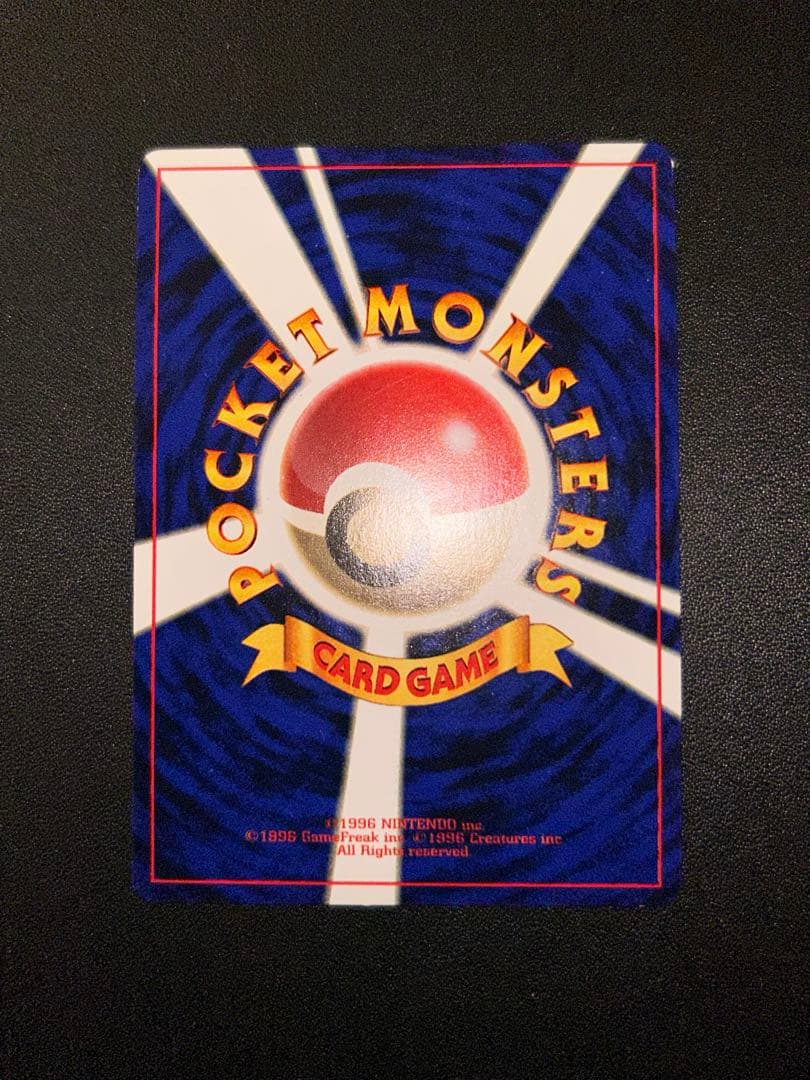 POCKET MONSTERS
CARD GAME
©1996 NINTENDO inc.
©1996 GameFreak inc. ©1996 Creatures inc
All Rights reserved.